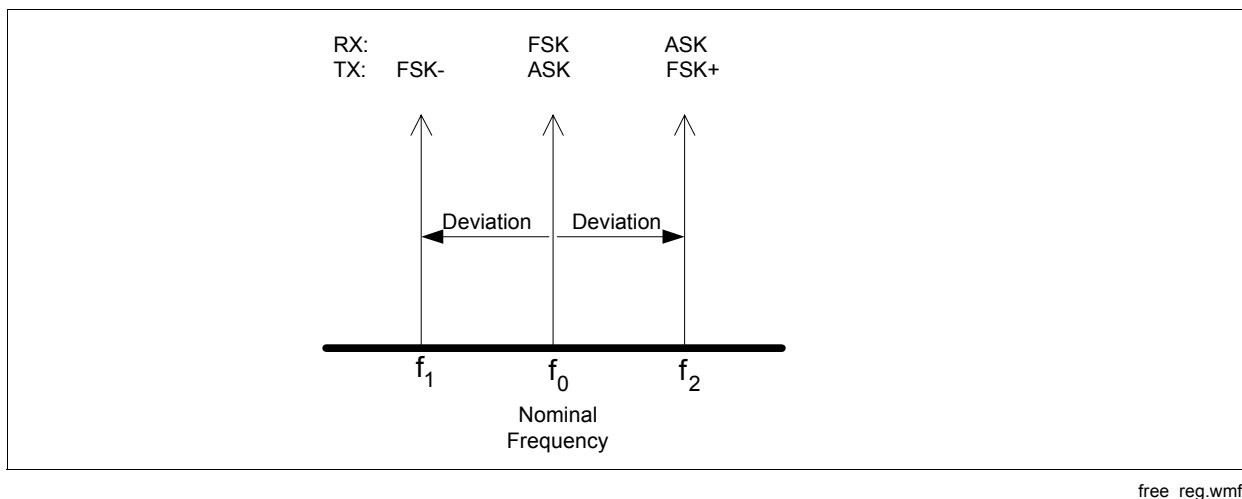 RX: FSK ASK
TX: FSK- ASK FSK+
Deviation Deviation
f1 f0 f2
Nominal
Frequency
free_reg.wmf